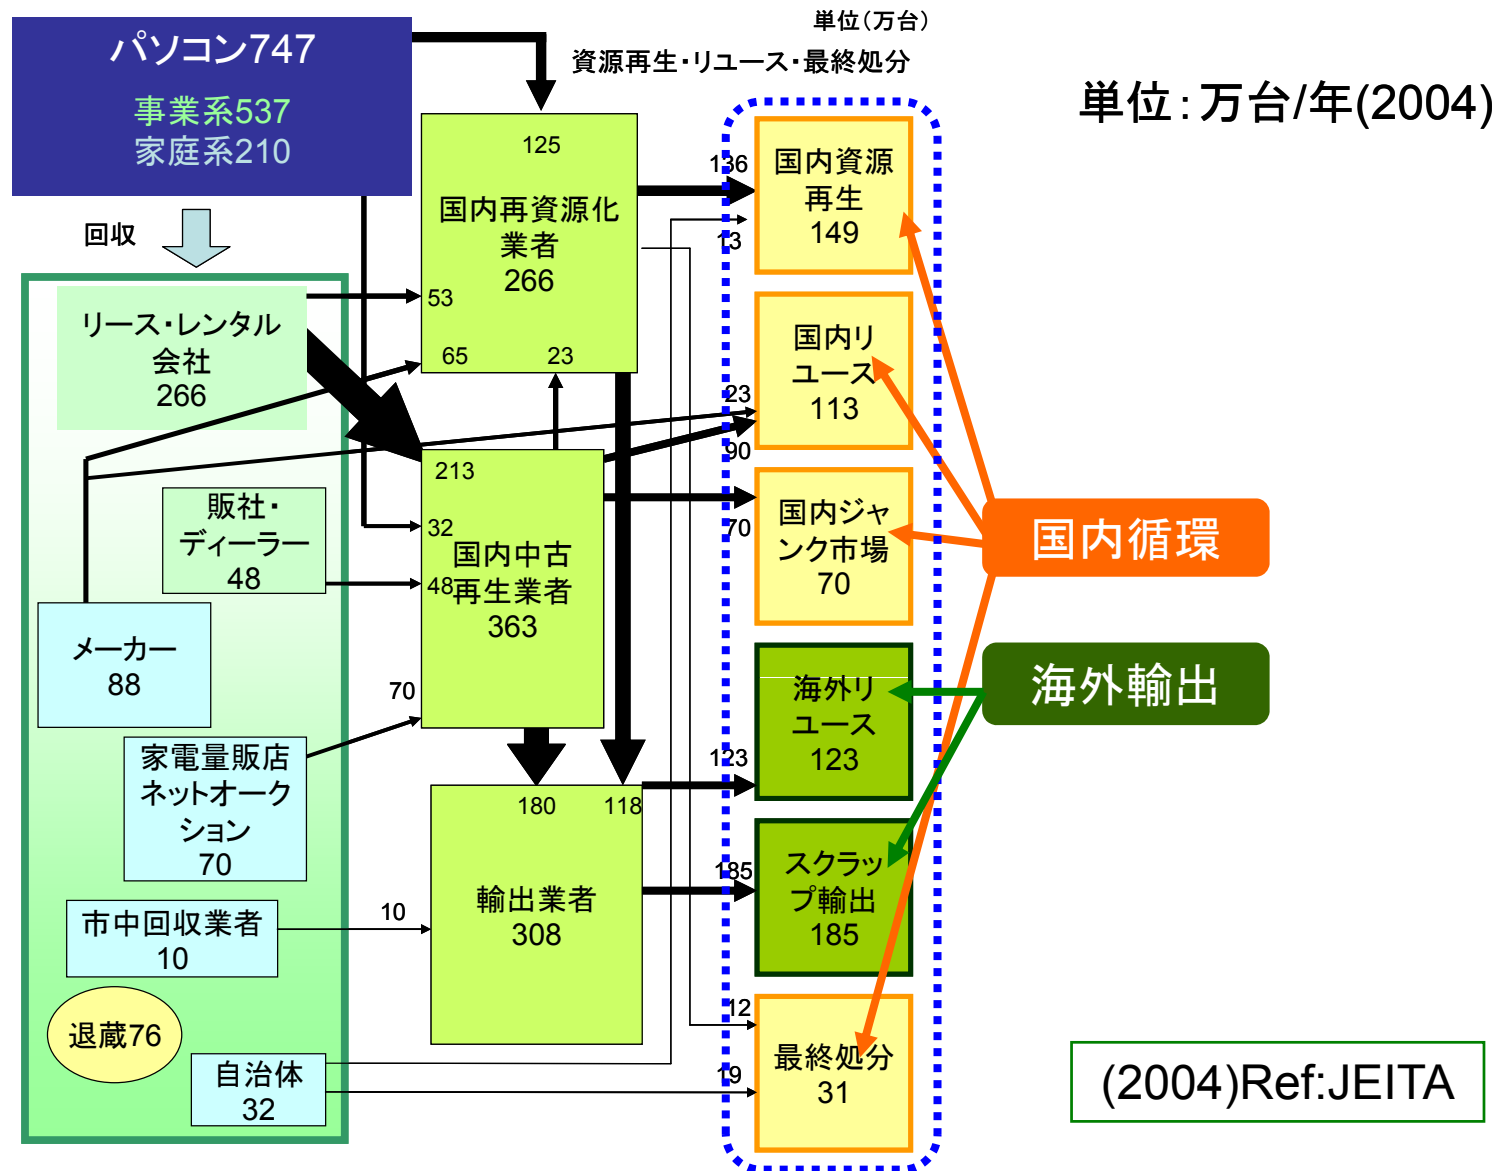 単位(万台)
資源再生・リユース・最終処分
単位:万台/年(2004)
パソコン747
事業系537
家庭系210
回収
リース・レンタル
会社
266
販社・
ディーラー
48
メーカー
88
家電量販店
ネットオーク
ション
70
市中回収業者
10
退蔵76
自治体
32
125
国内再資源化
業者
266
53
65
23
213
32
国内中古
48
再生業者
363
70
180
118
輸出業者
308
10
136
13
23
90
70
123
185
12
19
国内資源
再生
149
国内リ
ユース
113
国内ジャ
ンク市場
70
海外リ
ユース
123
スクラッ
プ輸出
185
最終処分
31
国内循環
海外輸出
(2004)Ref:JEITA